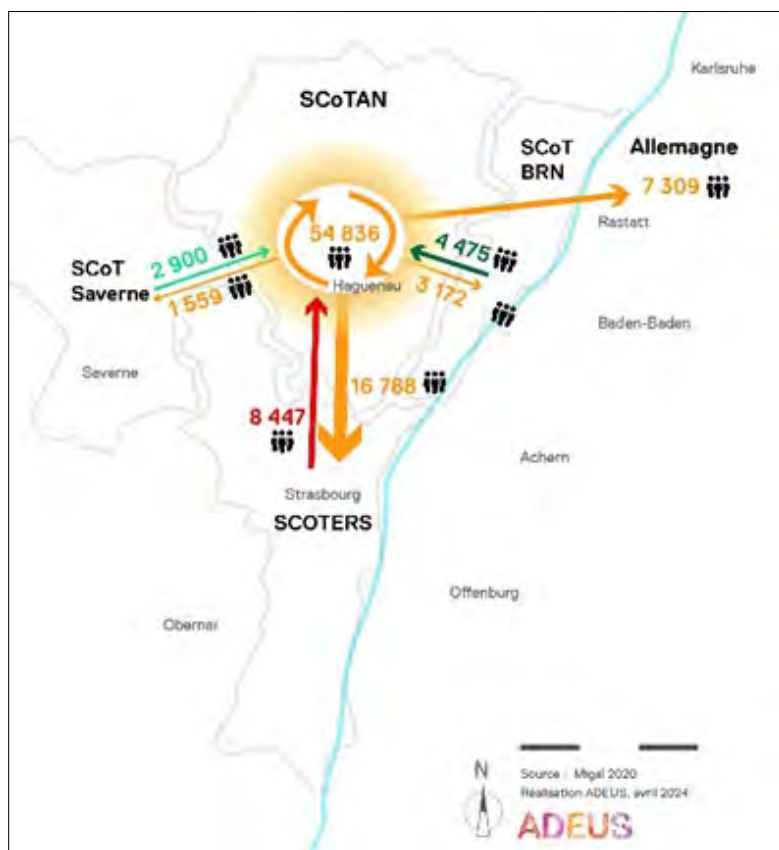 Karlsruhe
SCoTAN
SCoT
BRN
Allemagne
7 309
Rastatt
54 836
4 475
2 900
SCoT
Saverne
1 559
Haguenau
3 172
Baden-Baden
Saverne
16 788
8 447
Achern
Strasbourg
SCOTERS
Offenburg
Obernai
N
Source : Migal 2020
Réalisation ADEUS, avril 2024
ADEUS